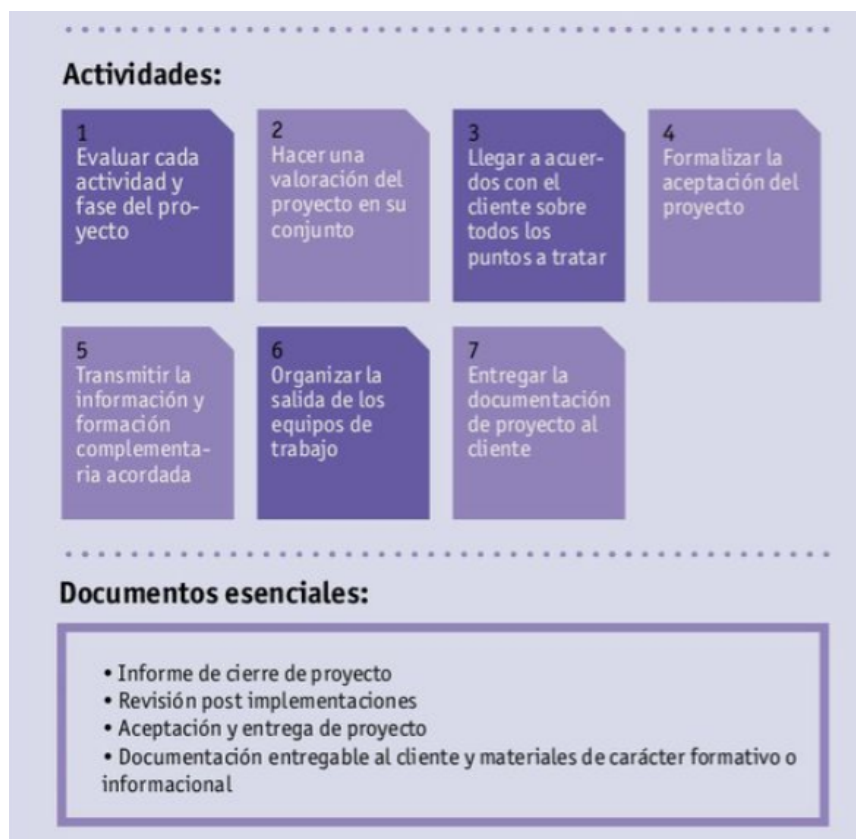 Actividades:
1
Evaluar cada
actividad y
fase del pro-
yecto
2
Hacer una
valoración del
proyecto en su
conjunto
3
Llegar a acuer-
dos con el
cliente sobre
todos los
puntos a tratar
4
Formalizar la
aceptación del
proyecto
5
Transmitir la
información y
formación
complementa-
ria acordada
6
Organizar la
salida de los
equipos de
trabajo
7
Entregar la
documentación
de proyecto al
cliente
Documentos esenciales:
• Informe de cierre de proyecto
• Revisión post implementaciones
• Aceptación y entrega de proyecto
• Documentación entregable al cliente y materiales de carácter formativo o
informacional